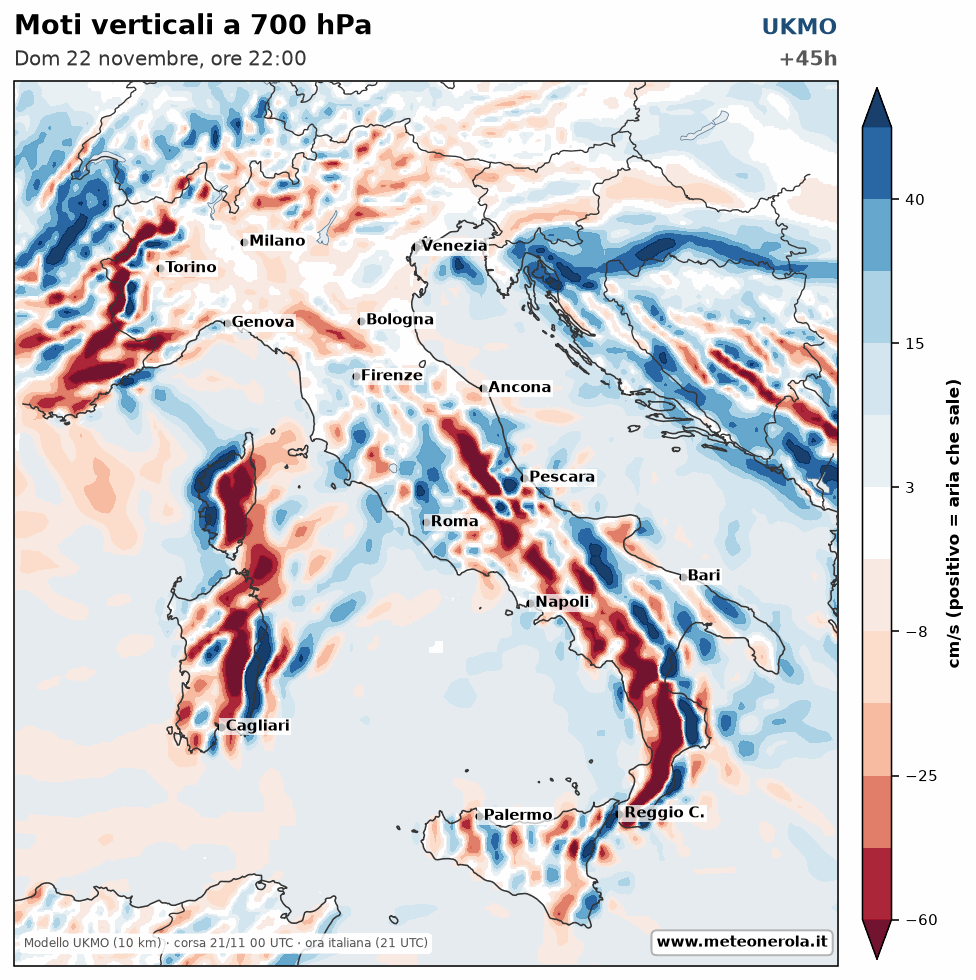 Moti verticali a 700 hPa
UKMO
Dom 22 novembre, ore 22:00
+45h
Milano
Venezia
Torino
Genova
Bologna
Firenze
Ancona
Pescara
Roma
Bari
Napoli
Cagliari
Palermo
Reggio C.
40
15
3
−8
−25
−60
cm/s (positivo = aria che sale)
Modello UKMO (10 km) · corsa 21/11 00 UTC · ora italiana (21 UTC)
www.meteonerola.it